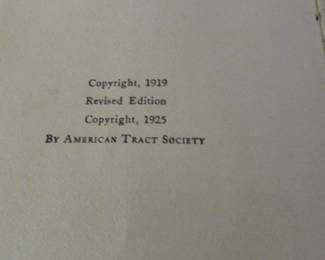 Copyright, 1919
Revised Edition
Copyright, 1925
By American Tract Society